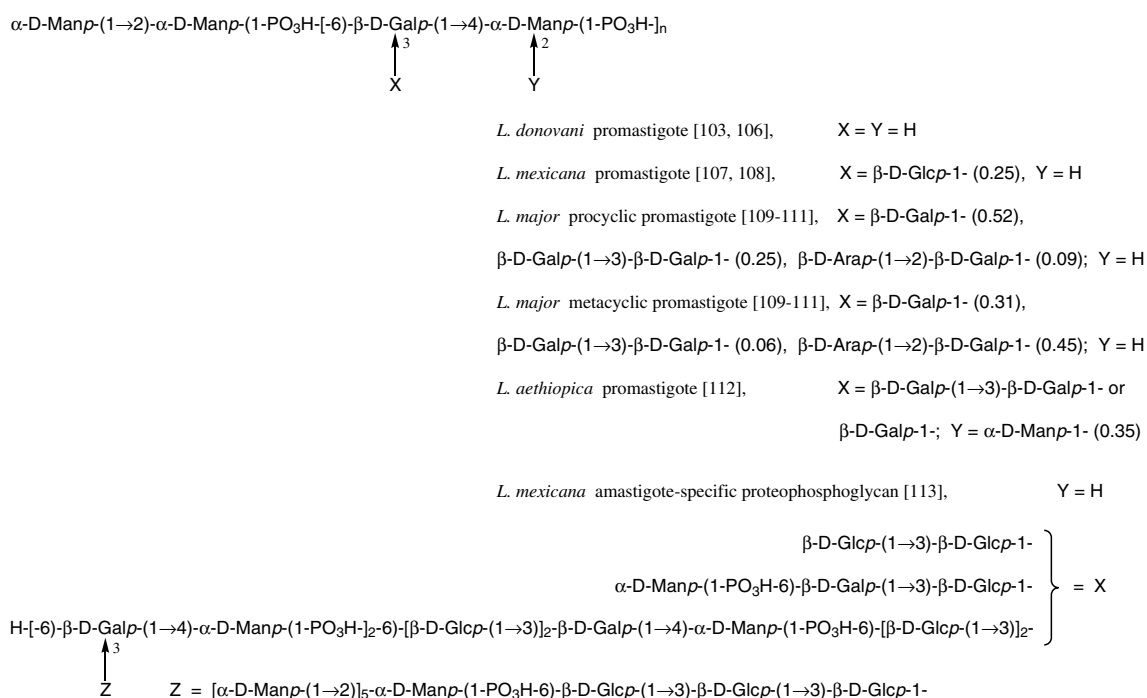 α-D-Manp-(1→2)-α-D-Manp-(1-PO₃H-[-6)-β-D-Galp-(1→4)-α-D-Manp-(1-PO₃H-]ₙ
3 2
X Y
L. donovani promastigote [103, 106], X = Y = H
L. mexicana promastigote [107, 108], X = β-D-Glcp-1- (0.25), Y = H
L. major procyclic promastigote [109-111], X = β-D-Galp-1- (0.52),
β-D-Galp-(1→3)-β-D-Galp-1- (0.25), β-D-Arap-(1→2)-β-D-Galp-1- (0.09); Y = H
L. major metacyclic promastigote [109-111], X = β-D-Galp-1- (0.31),
β-D-Galp-(1→3)-β-D-Galp-1- (0.06), β-D-Arap-(1→2)-β-D-Galp-1- (0.45); Y = H
L. aethiopica promastigote [112], X = β-D-Galp-(1→3)-β-D-Galp-1- or
β-D-Galp-1-; Y = α-D-Manp-1- (0.35)
L. mexicana amastigote-specific proteophosphoglycan [113], Y = H
β-D-Glcp-(1→3)-β-D-Glcp-1-
α-D-Manp-(1-PO₃H-6)-β-D-Galp-(1→3)-β-D-Glcp-1- = X
H-[-6)-β-D-Galp-(1→4)-α-D-Manp-(1-PO₃H-]₂-6)-[β-D-Glcp-(1→3)]₂-β-D-Galp-(1→4)-α-D-Manp-(1-PO₃H-6)-[β-D-Glcp-(1→3)]₂-
3
Z Z = [α-D-Manp-(1→2)]₅-α-D-Manp-(1-PO₃H-6)-β-D-Glcp-(1→3)-β-D-Glcp-(1→3)-β-D-Glcp-1-